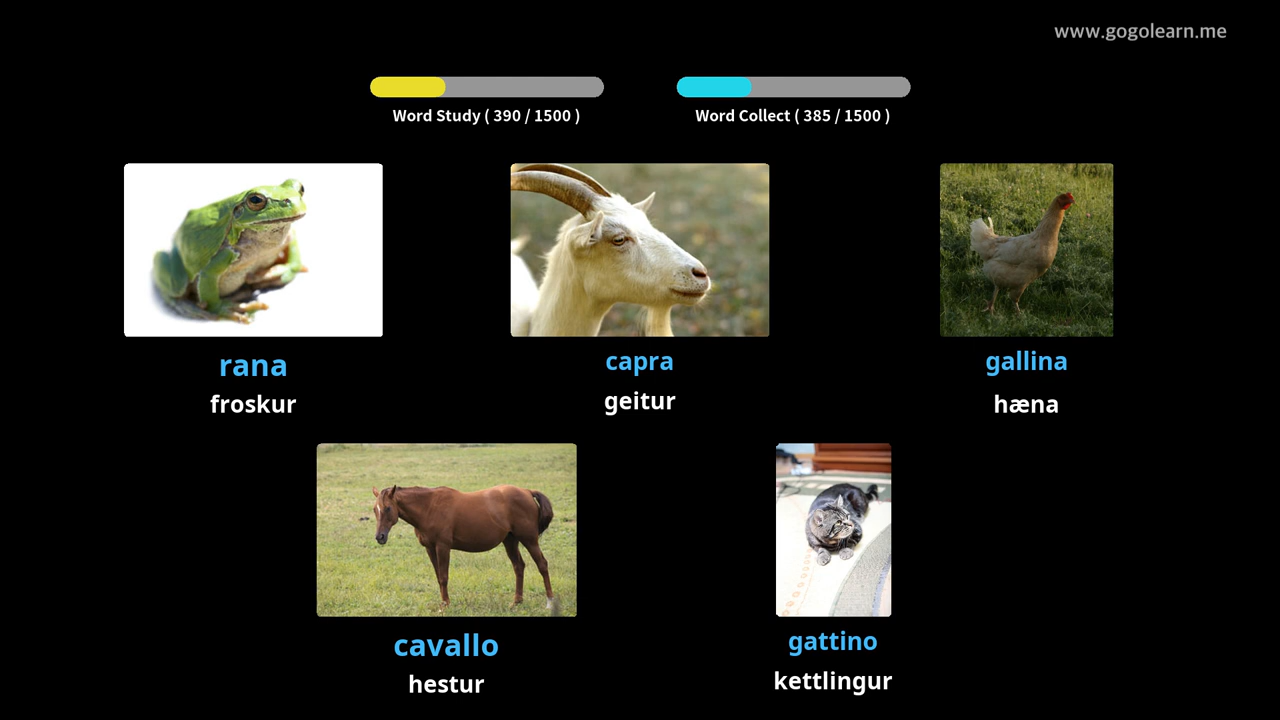 www.gogolearn.me
Word Study ( 390 / 1500 )
Word Collect ( 385 / 1500 )
rana
froskur
capra
geitur
gallina
hæna
cavallo
hestur
gattino
kettlingur